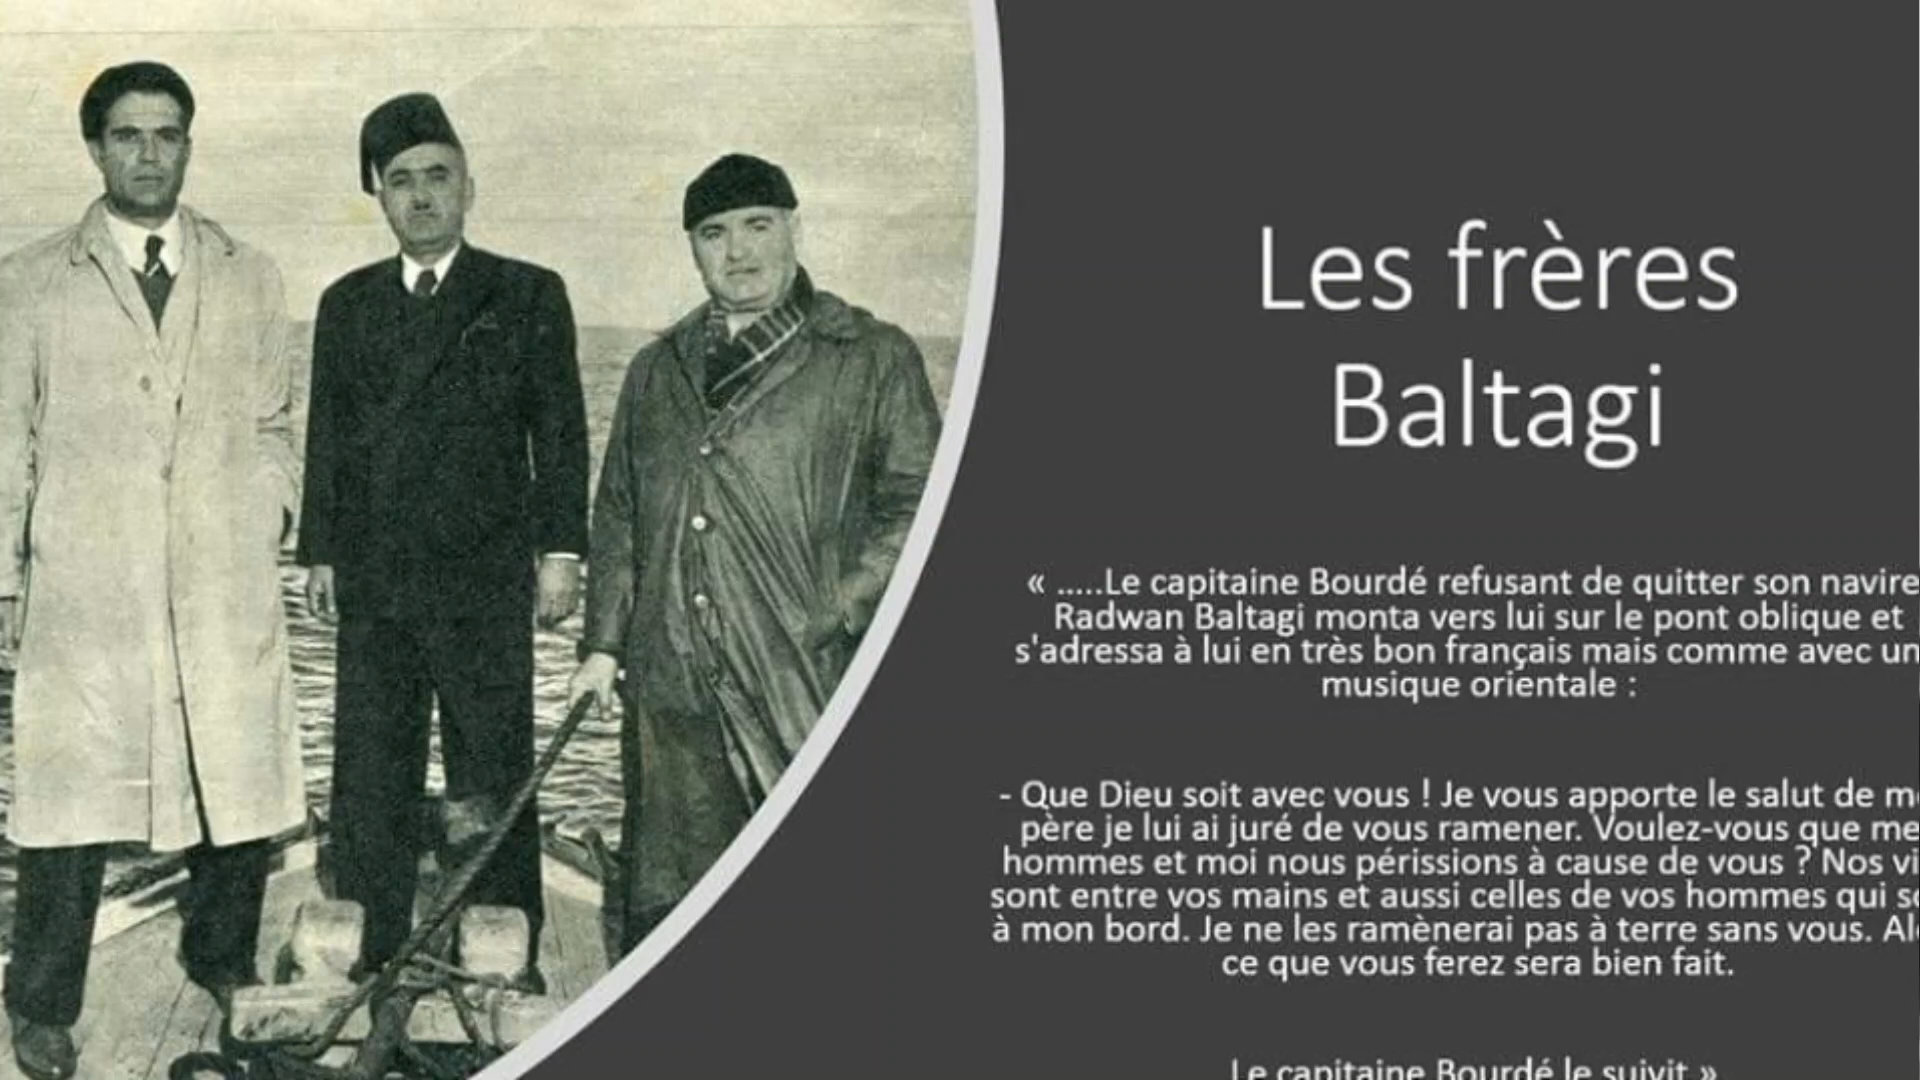 Les frères
Baltagi
« .....Le capitaine Bourdé refusant de quitter son navire
Radwan Baltagi monta vers lui sur le pont oblique et
s'adressa à lui en très bon français mais comme avec un
musique orientale :
- Que Dieu soit avec vous ! Je vous apporte le salut de
père je lui ai juré de vous ramener. Voulez-vous que
hommes et moi nous périssions à cause de vous ? Nos
sont entre vos mains et aussi celles de vos hommes qui
à mon bord. Je ne les ramènerai pas à terre sans vous.
ce que vous ferez sera bien fait.
Le capitaine Bourdé le suivit »